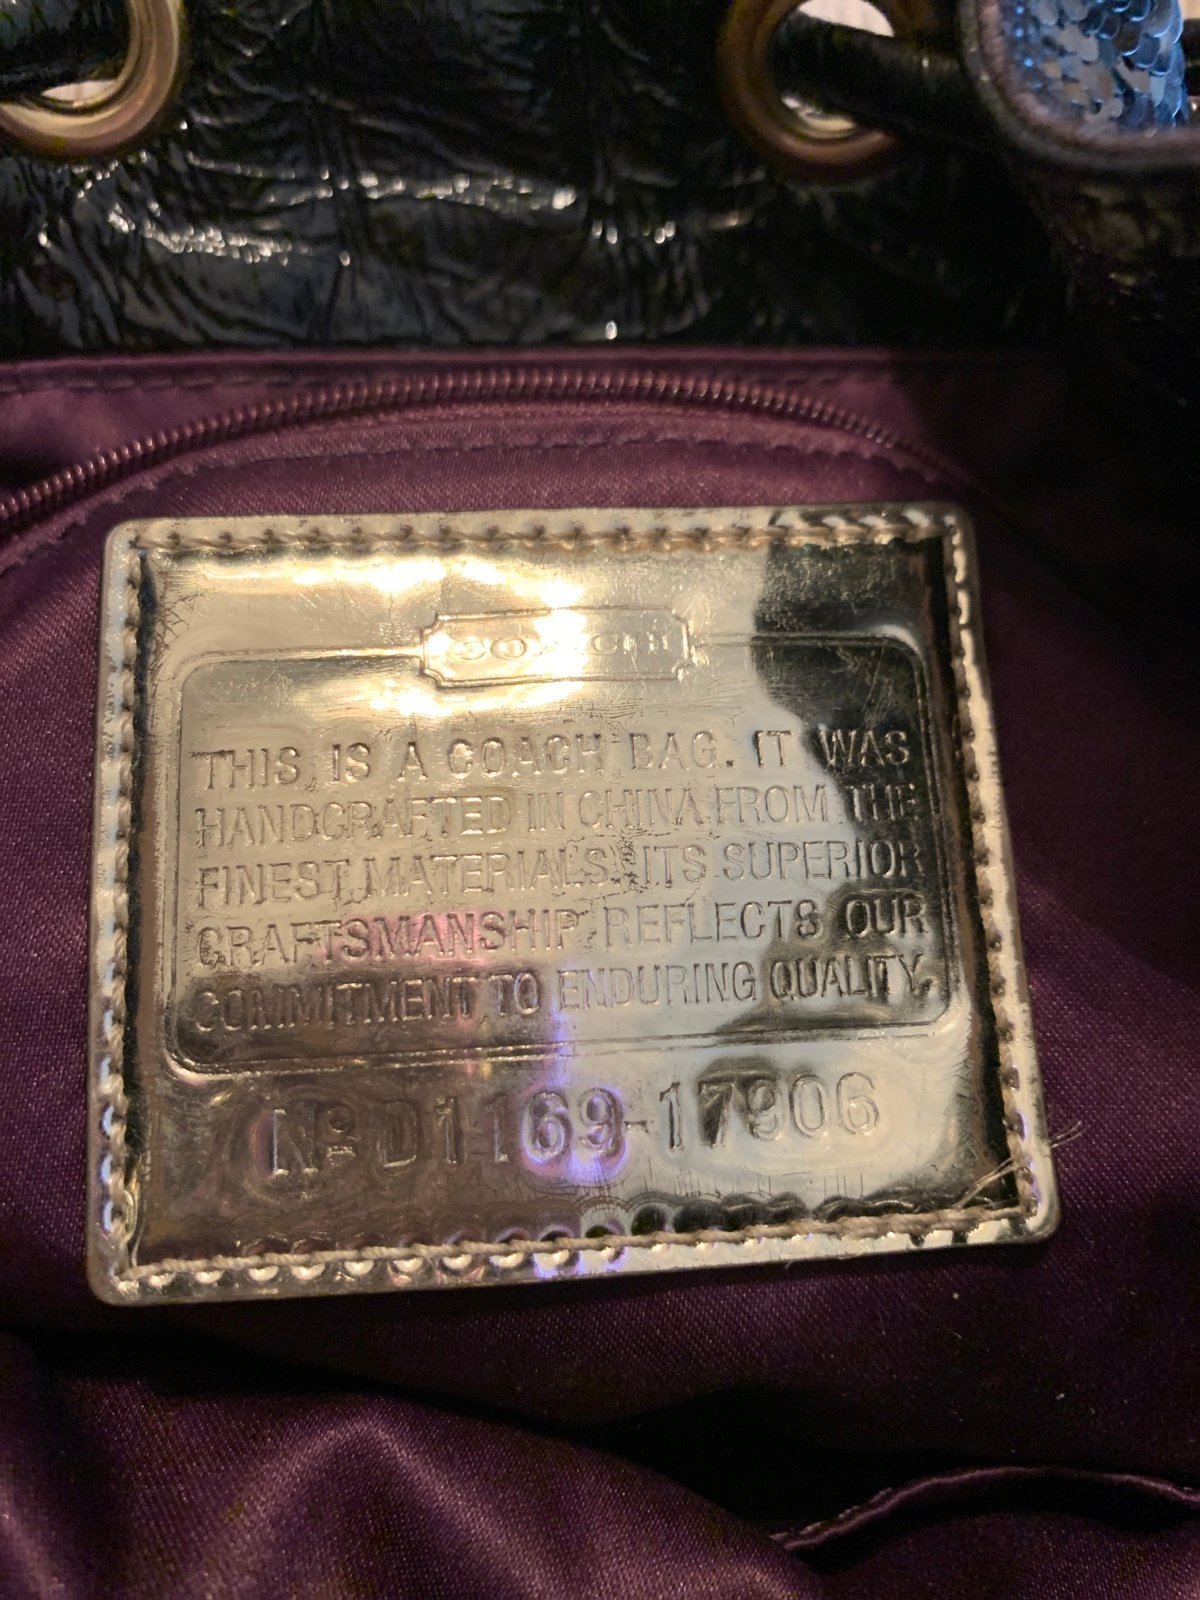 COACH
THIS IS A COACH BAG. IT WAS
HANDCRAFTED IN CHINA FROM THE
FINEST MATERIALS. ITS SUPERIOR
CRAFTSMANSHIP REFLECTS OUR
COMMITMENT TO ENDURING QUALITY.
Nº D1169-17906